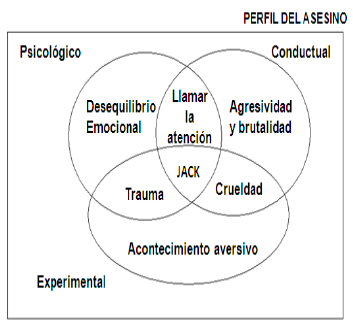 PERFIL DEL ASESINO
Psicológico
Conductual
Desequilibrio
Emocional
Llamar
la
atención
Agresividad
y brutalidad
JACK
Trauma
Crueldad
Acontecimiento aversivo
Experimental